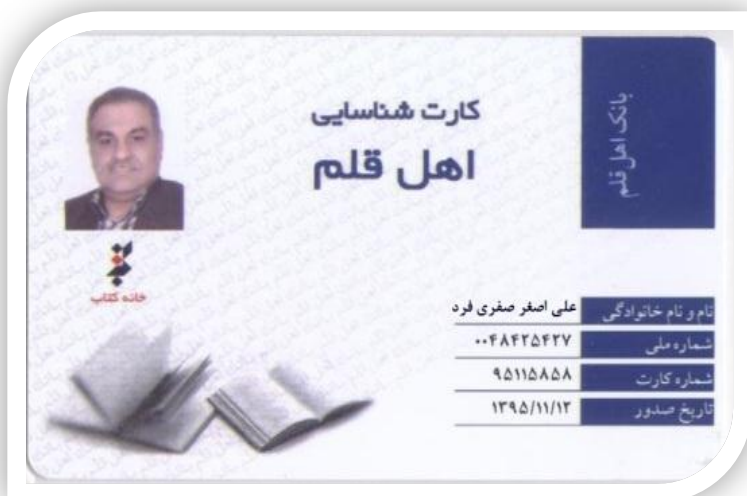 کارت شناسایی
اهل قلم
بانک اهل قلم
خانه کتاب
نام و نام خانوادگی علی اصغر صفری فرد
شماره ملی ۰۰۴۸۴۲۵۴۲۷
شماره کارت ۹۵۱۱۵۸۵۸
تاریخ صدور ۱۳۹۵/۱۱/۱۲